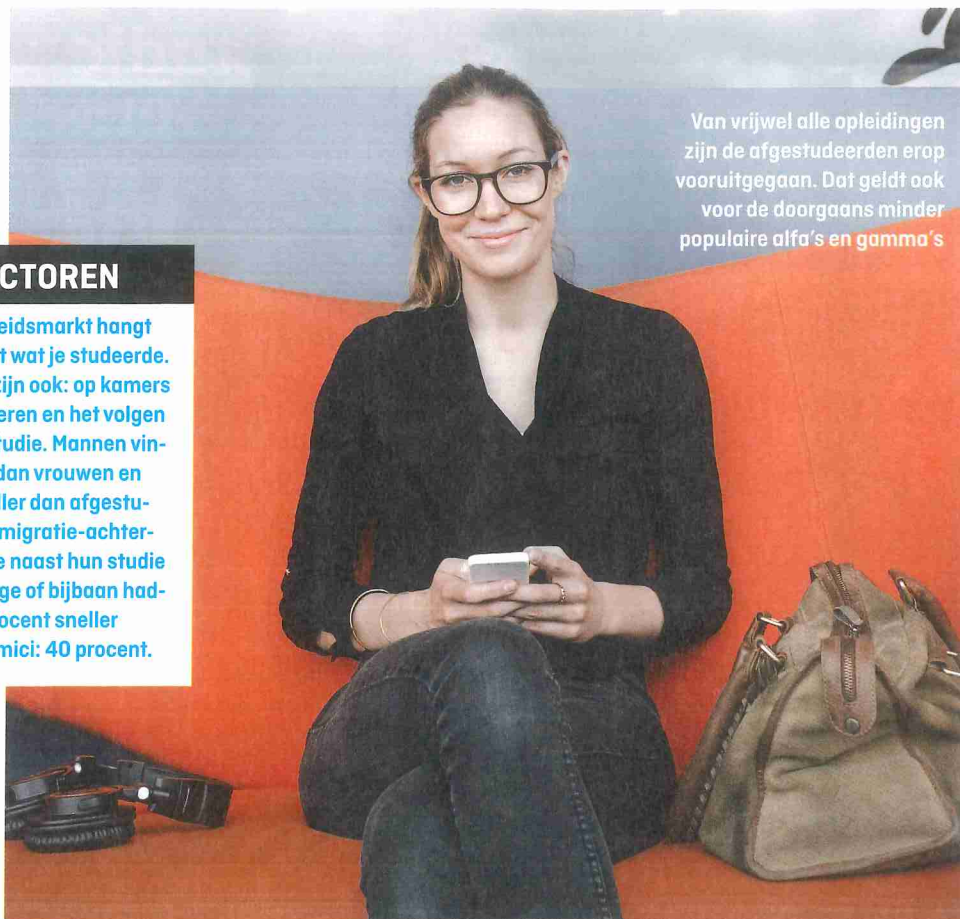 Van vrijwel alle opleidingen
zijn de afgestudeerden erop
vooruitgegaan. Dat geldt ook
voor de doorgaans minder
populaire alfa's en gamma's
CTOREN
eidsmarkt hangt
t wat je studeerde.
ijn ook: op kamers
eren en het volgen
tudie. Mannen vin-
dan vrouwen en
ller dan afgestu-
migratie-achter-
e naast hun studie
ge of bijbaan had-
ocent sneller
mici: 40 procent.